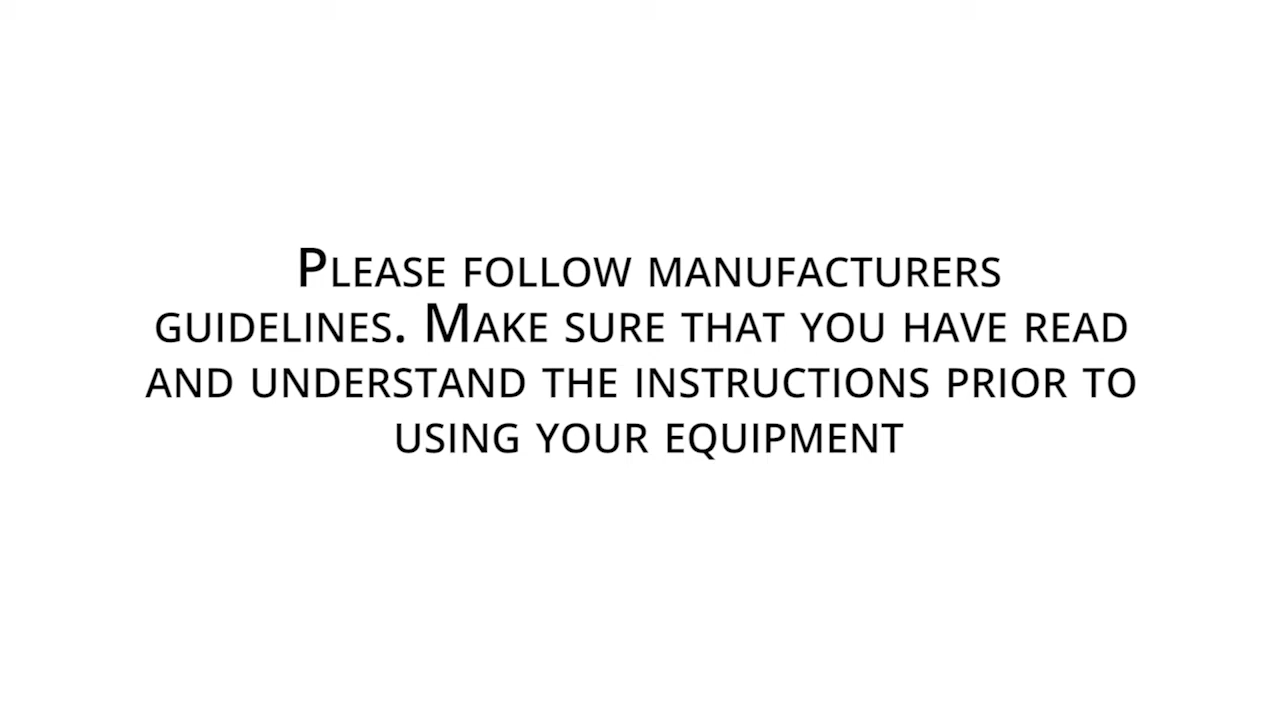 Please follow manufacturers
guidelines. Make sure that you have read
and understand the instructions prior to
using your equipment